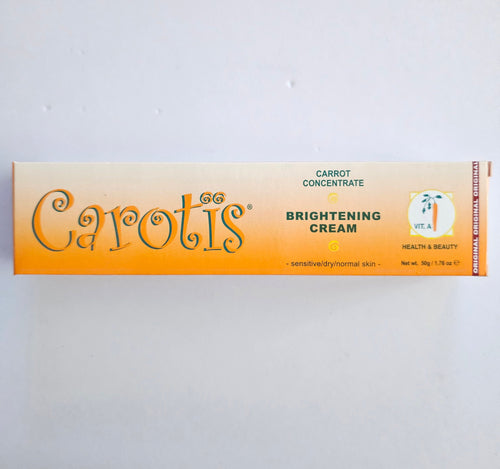 Carotïs®
CARROT
CONCENTRATE
BRIGHTENING
CREAM
- sensitive/dry/normal skin -
VIT. A
HEALTH & BEAUTY
Net wt. 50g / 1.76 oz ℮
ORIGINAL ORIGINAL ORIGINAL